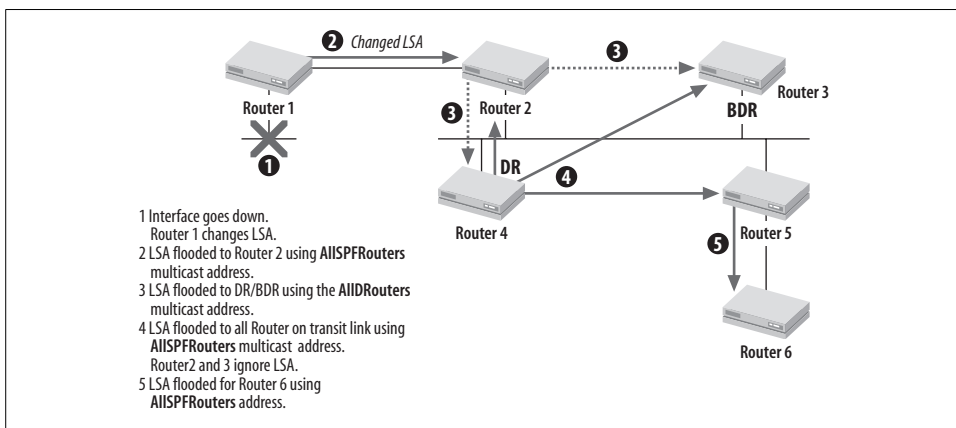 2 Changed LSA
3
Router 1
Router 2
Router 3
3
BDR
1
DR
4
Router 4
Router 5
5
Router 6
1 Interface goes down.
Router 1 changes LSA.
2 LSA flooded to Router 2 using AllSPFRouters
multicast address.
3 LSA flooded to DR/BDR using the AllDRouters
multicast address.
4 LSA flooded to all Router on transit link using
AllSPFRouters multicast address.
Router2 and 3 ignore LSA.
5 LSA flooded for Router 6 using
AllSPFRouters address.